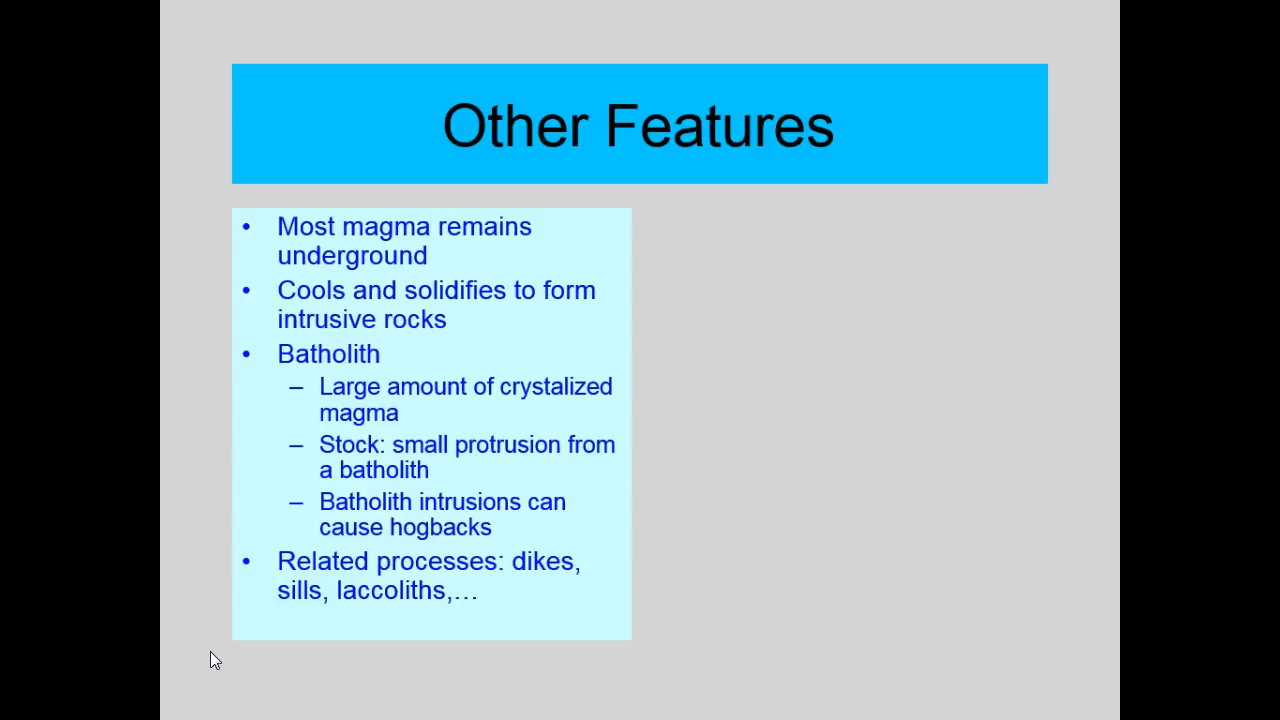 Other Features
• Most magma remains
underground
• Cools and solidifies to form
intrusive rocks
• Batholith
– Large amount of crystalized
magma
– Stock: small protrusion from
a batholith
– Batholith intrusions can
cause hogbacks
• Related processes: dikes,
sills, laccoliths,…